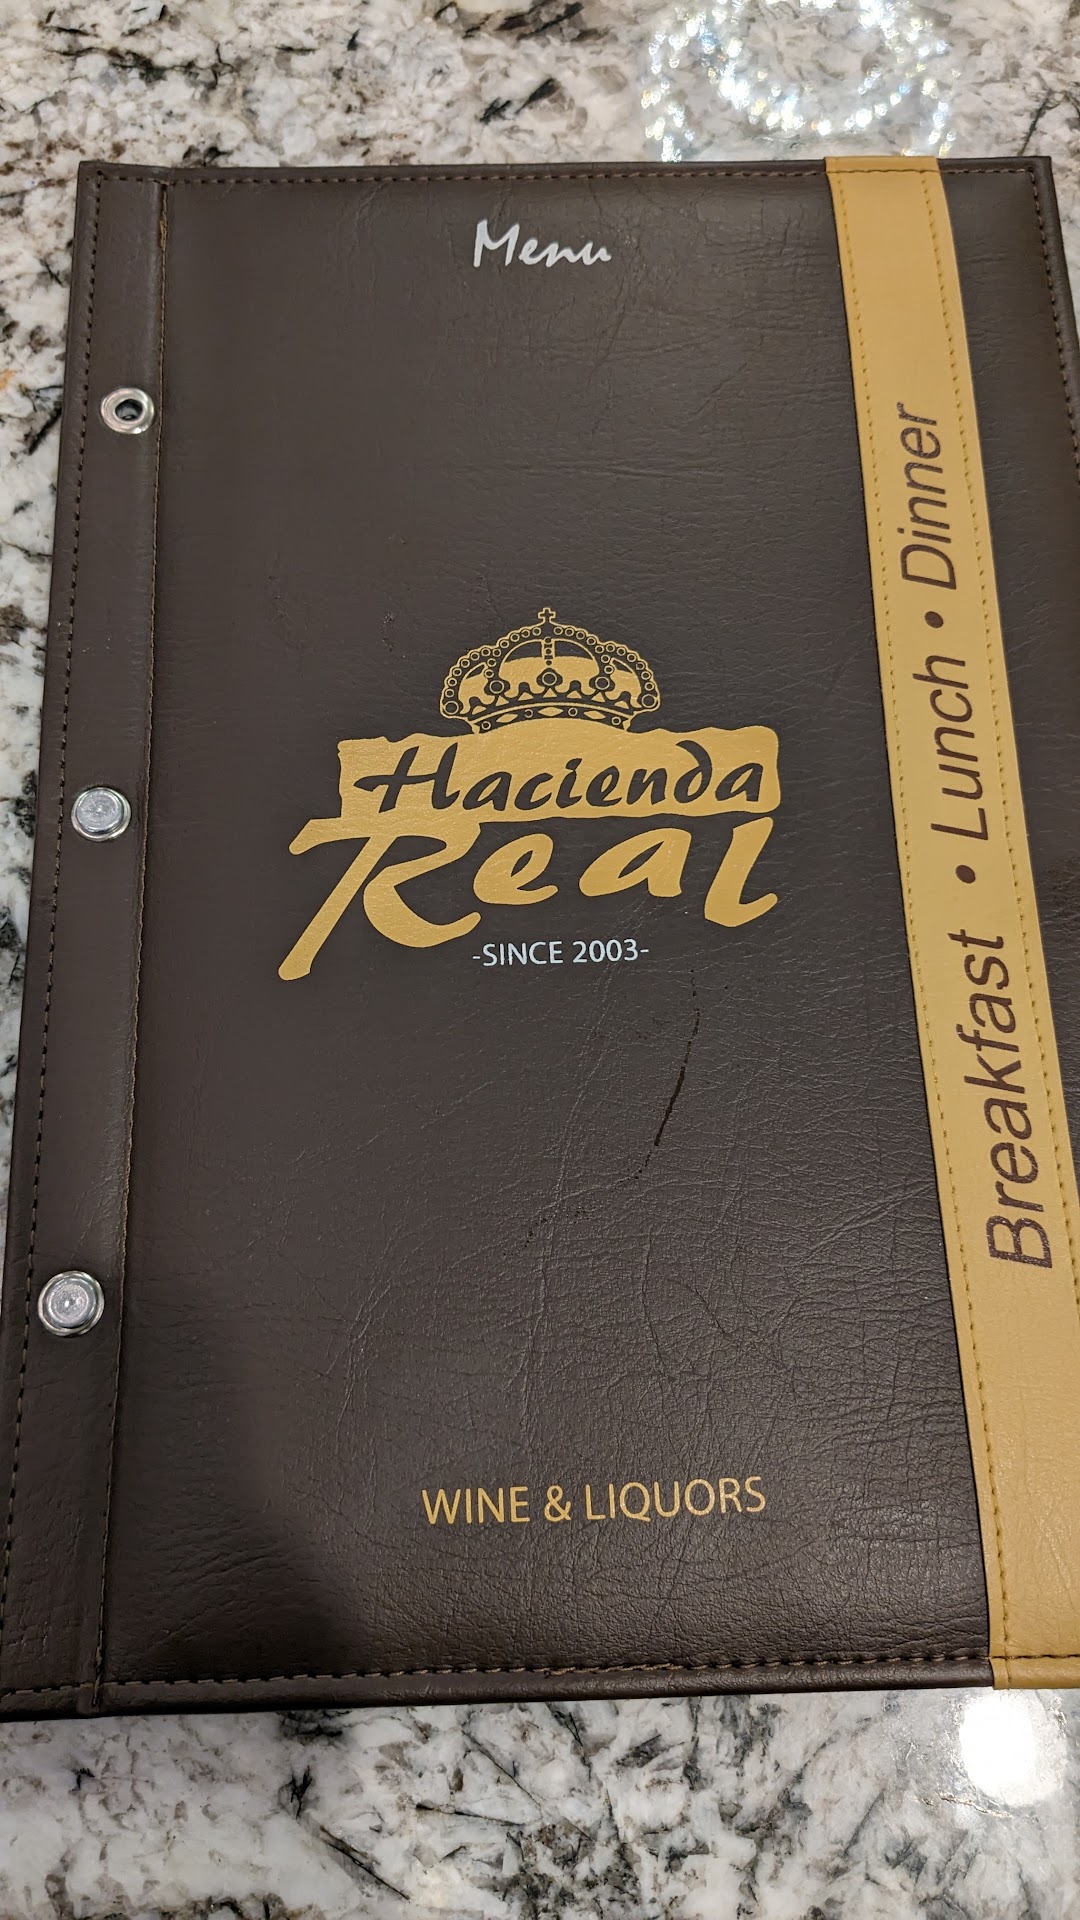 Menu
Hacienda
Real
-SINCE 2003-
WINE & LIQUORS
Breakfast • Lunch • Dinner